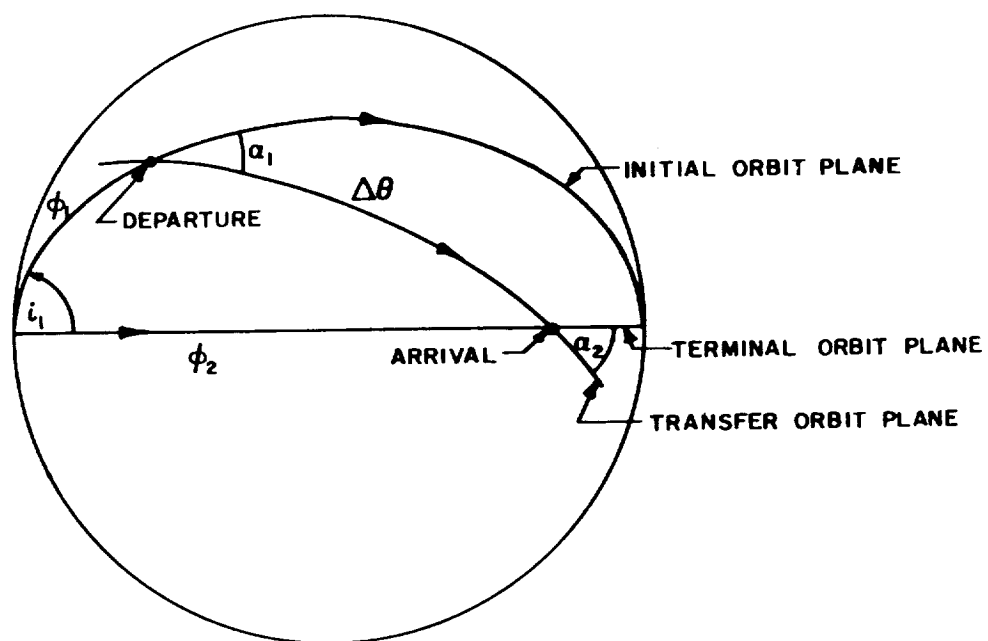 α₁
INITIAL ORBIT PLANE
Δθ
ϕ₁
DEPARTURE
i₁
ϕ₂
ARRIVAL
α₂
TERMINAL ORBIT PLANE
TRANSFER ORBIT PLANE